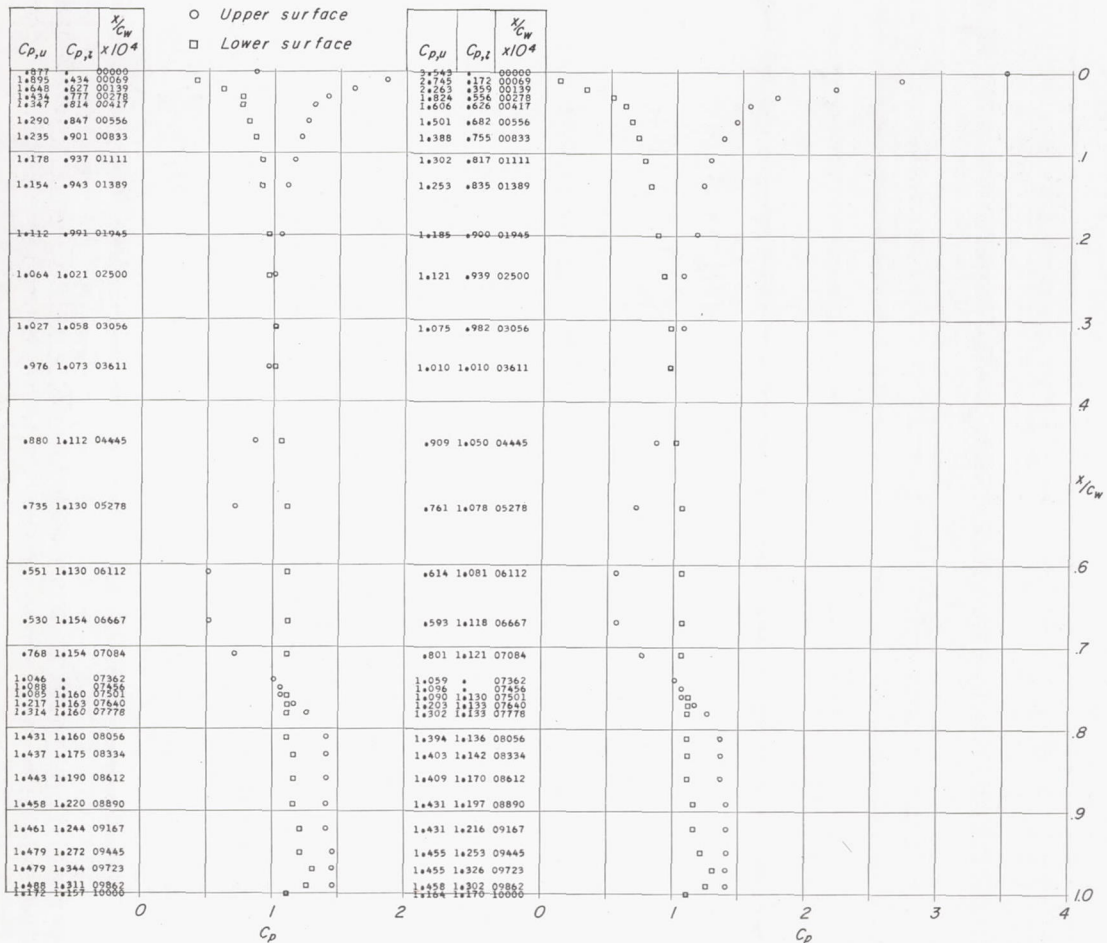 ○ Upper surface
□ Lower surface
Cp,u Cp,l x/cw ×10⁴
.877 . 00000
1.895 .434 00069
1.648 .627 00139
1.434 .777 00278
1.347 .814 00417
1.290 .847 00556
1.235 .901 00833
1.178 .937 01111
1.154 .943 01389
1.112 .991 01945
1.064 1.021 02500
1.027 1.058 03056
.976 1.073 03611
.880 1.112 04445
.735 1.130 05278
.551 1.130 06112
.530 1.154 06667
.768 1.154 07084
1.046 . 07362
1.088 . 07456
1.085 1.160 07501
1.217 1.163 07640
1.314 1.160 07778
1.431 1.160 08056
1.437 1.175 08334
1.443 1.190 08612
1.458 1.220 08890
1.461 1.244 09167
1.479 1.272 09445
1.479 1.344 09723
1.488 1.311 09862
1.172 1.157 10000
0 1 2
Cp
Cp,u Cp,l x/cw ×10⁴
3.543 . 00000
2.745 .172 00069
2.263 .359 00139
1.824 .556 00278
1.606 .626 00417
1.501 .682 00556
1.388 .755 00833
1.302 .817 01111
1.253 .835 01389
1.185 .900 01945
1.121 .939 02500
1.075 .982 03056
1.010 1.010 03611
.909 1.050 04445
.761 1.078 05278
.614 1.081 06112
.593 1.118 06667
.801 1.121 07084
1.059 . 07362
1.096 . 07456
1.090 1.130 07501
1.203 1.133 07640
1.302 1.133 07778
1.394 1.136 08056
1.403 1.142 08334
1.409 1.170 08612
1.431 1.197 08890
1.431 1.216 09167
1.455 1.253 09445
1.455 1.326 09723
1.458 1.302 09862
1.164 1.170 10000
0 1 2 3 4
Cp
0
.1
.2
.3
.4
x/cw
.6
.7
.8
.9
1.0